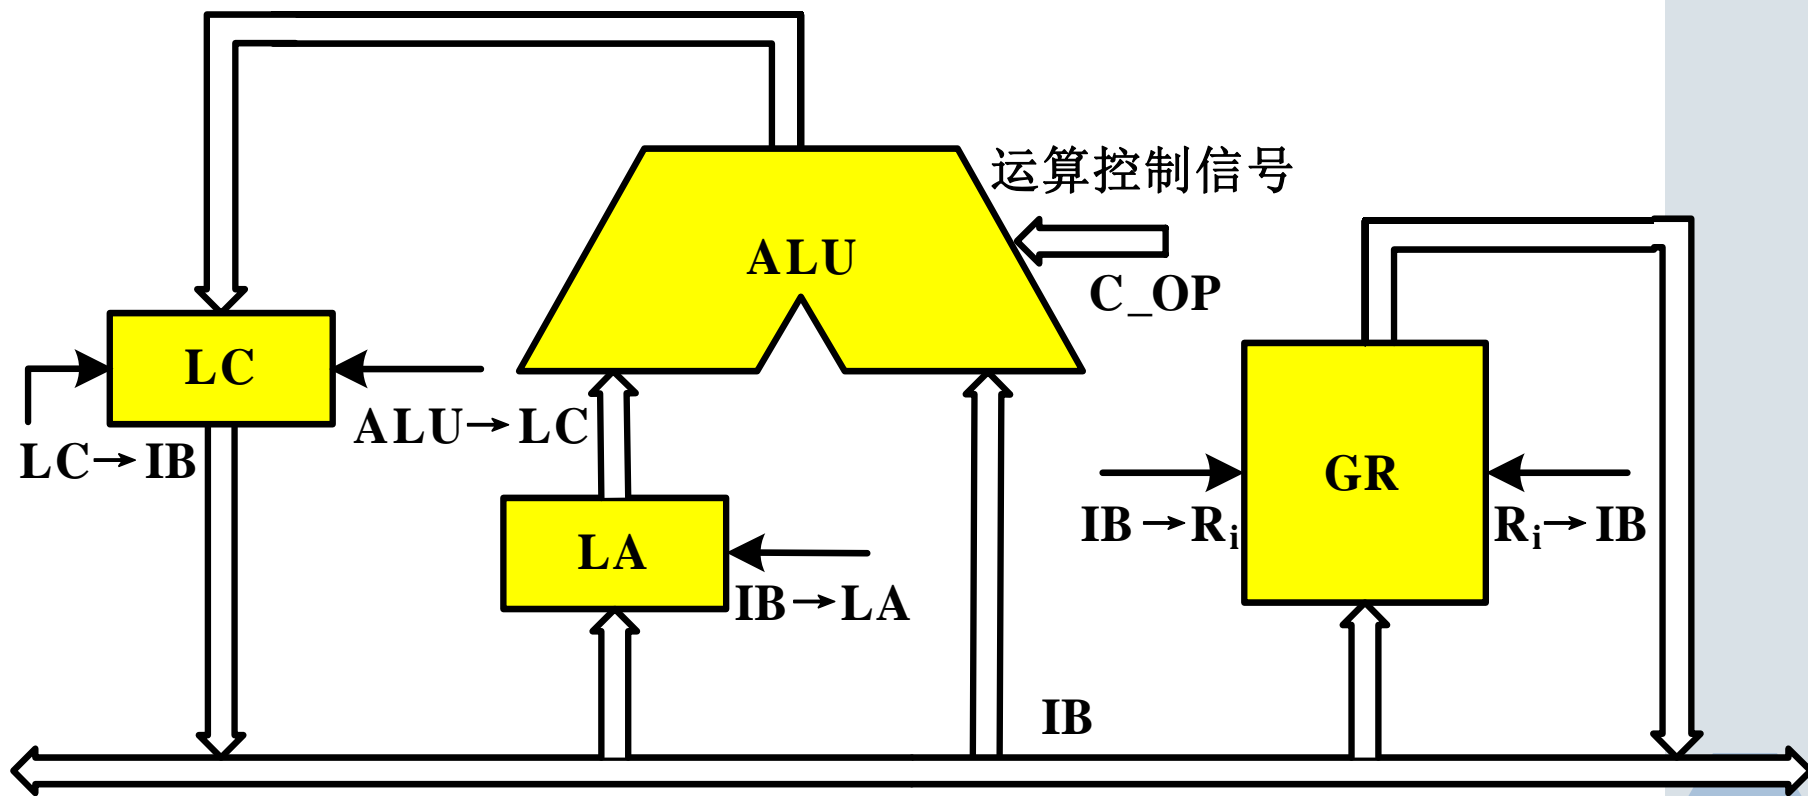 运算控制信号
ALU
C_OP
LC
ALU→LC
LC→IB
GR
IB→Ri
Ri→IB
LA
IB→LA
IB